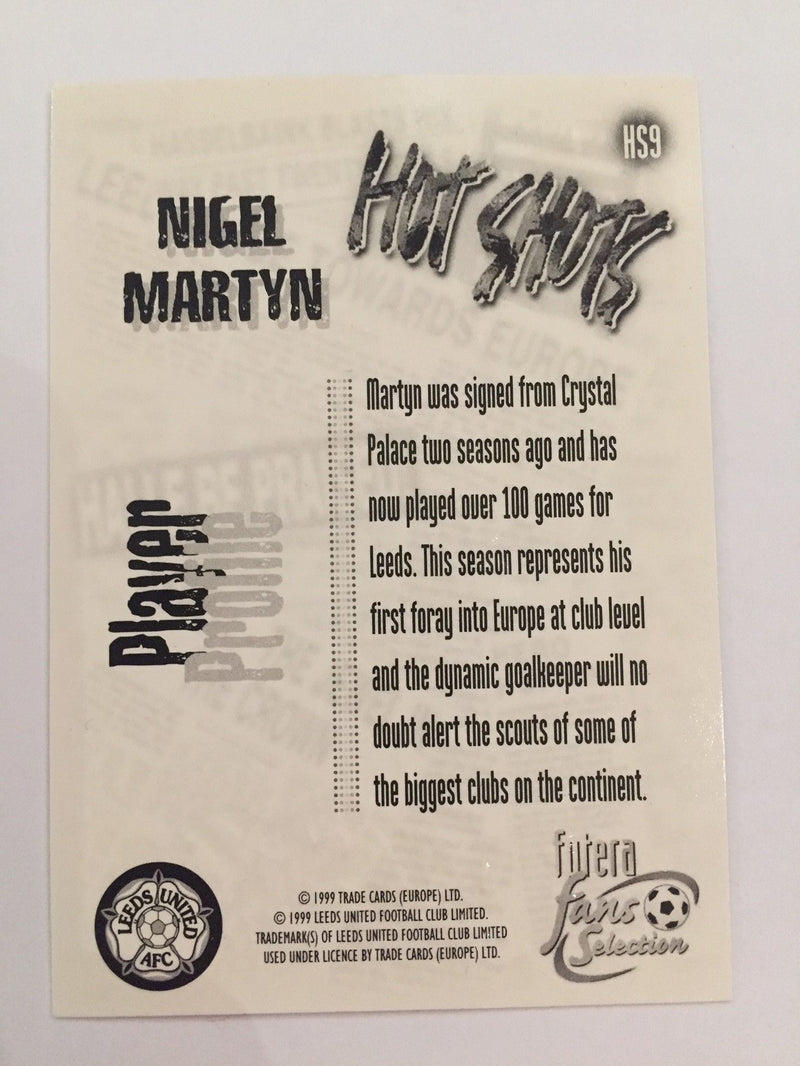 HS9
HOT SHOTS
NIGEL
MARTYN
Player
Profile
Martyn was signed from Crystal
Palace two seasons ago and has
now played over 100 games for
Leeds. This season represents his
first foray into Europe at club level
and the dynamic goalkeeper will no
doubt alert the scouts of some of
the biggest clubs on the continent.
LEEDS UNITED
AFC
© 1999 TRADE CARDS (EUROPE) LTD.
© 1999 LEEDS UNITED FOOTBALL CLUB LIMITED.
TRADEMARK(S) OF LEEDS UNITED FOOTBALL CLUB LIMITED
USED UNDER LICENCE BY TRADE CARDS (EUROPE) LTD.
futera
fans
Selection